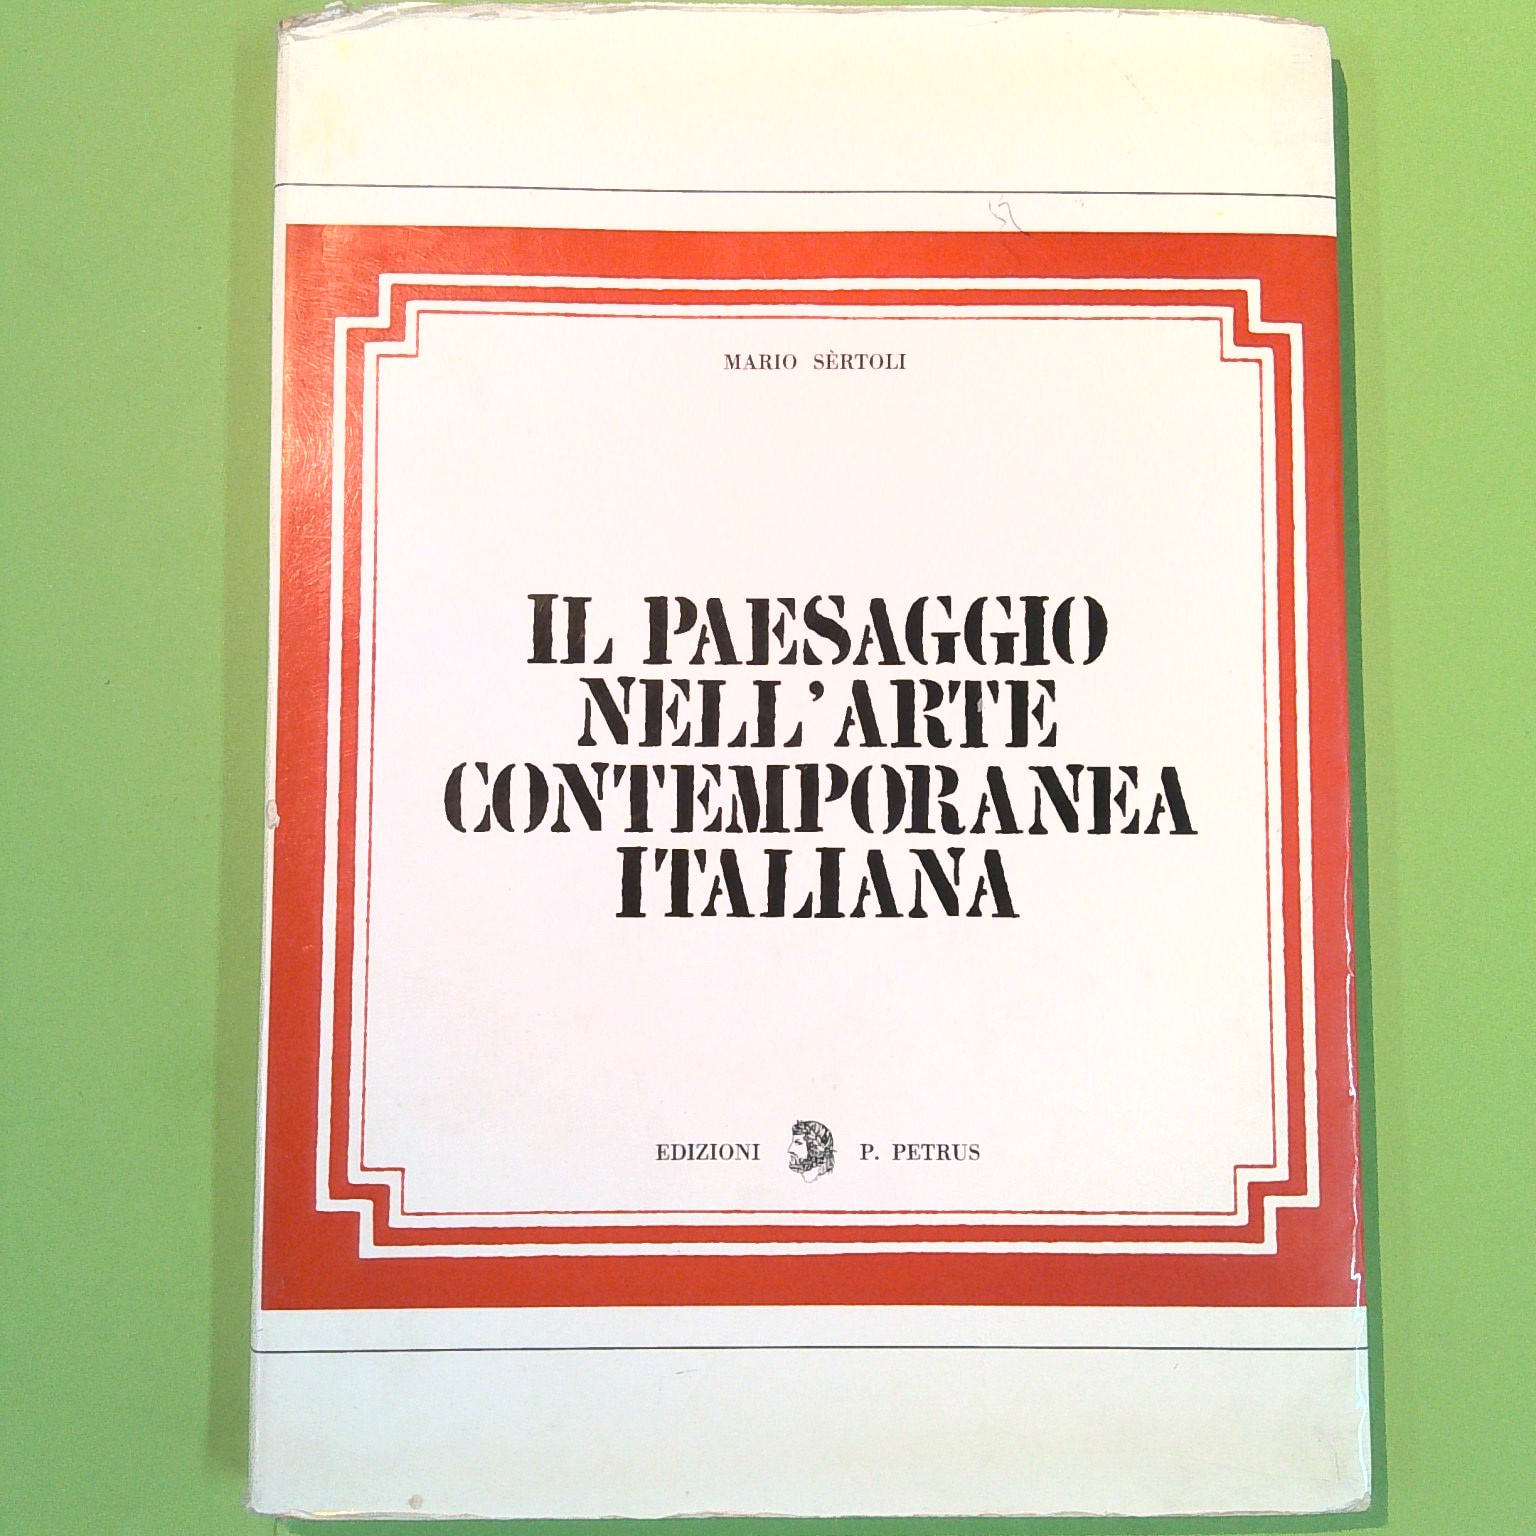 MARIO SÈRTOLI
IL PAESAGGIO
NELL'ARTE
CONTEMPORANEA
ITALIANA
EDIZIONI P. PETRUS